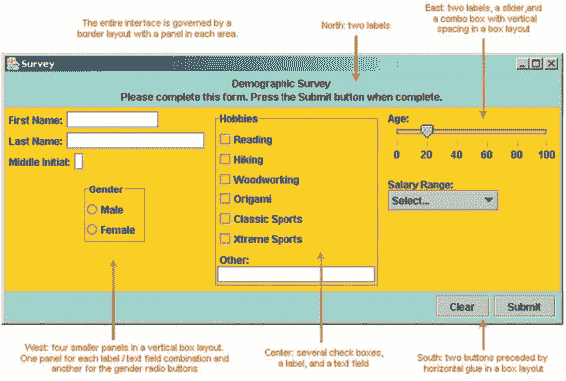 The entire interface is governed by a
border layout with a panel in each area.
North: two labels
East: two labels, a slider,and
a combo box with vertical
spacing in a box layout
Survey
Demographic Survey
Please complete this form. Press the Submit button when complete.
First Name:
Last Name:
Middle Initial:
Gender
Male
Female
Hobbies
Reading
Hiking
Woodworking
Origami
Classic Sports
Xtreme Sports
Other:
Age:
0 20 40 60 80 100
Salary Range:
Select...
Clear Submit
West: four smaller panels in a vertical box layout.
One panel for each label / text field combination and
another for the gender radio buttons
Center: several check boxes,
a label, and a text field
South: two buttons preceded by
horizontal glue in a box layout